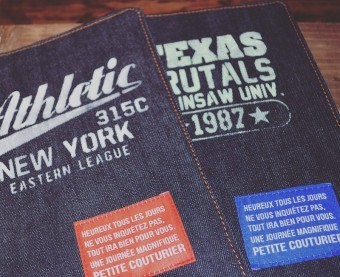 Athletic
315C
NEW YORK
EASTERN LEAGUE
HEUREUX TOUS LES JOURS
NE VOUS INQUIÉTEZ PAS,
TOUT IRA BIEN POUR VOUS.
UNE JOURNÉE MAGNIFIQUE
PETITE COUTURIER
TEXAS
RUTALS
INSAW UNIV.
1987
HEUREUX TOUS LES JOURS
NE VOUS INQUIÉTEZ PAS,
TOUT IRA BIEN POUR VOUS.
UNE JOURNÉE MAGNIFIQUE
PETITE COUTURIER